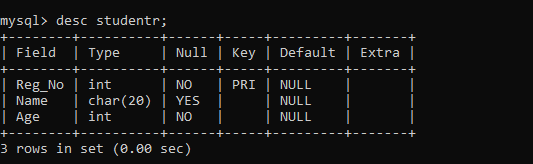 mysql> desc studentr;
+--------+----------+------+-----+---------+-------+
| Field  | Type     | Null | Key | Default | Extra |
+--------+----------+------+-----+---------+-------+
| Reg_No | int      | NO   | PRI | NULL    |       |
| Name   | char(20) | YES  |     | NULL    |       |
| Age    | int      | NO   |     | NULL    |       |
+--------+----------+------+-----+---------+-------+
3 rows in set (0.00 sec)